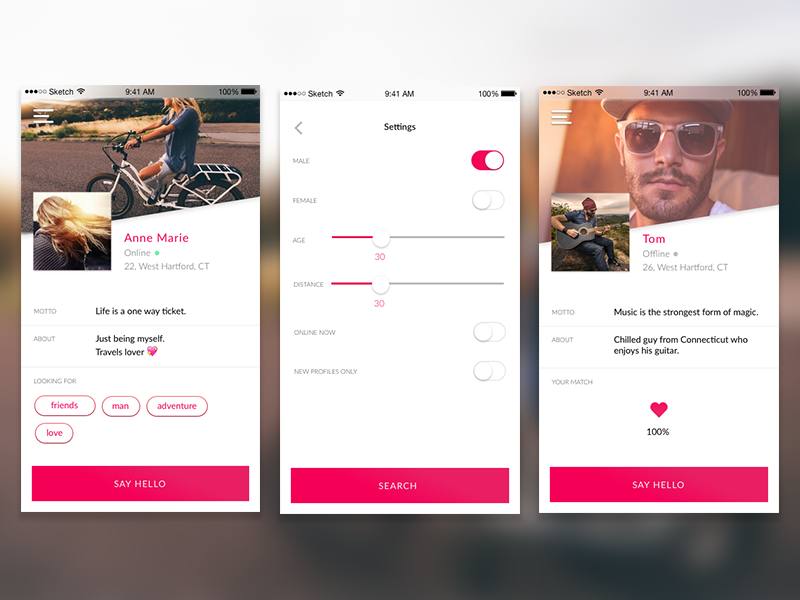 Sketch 9:41 AM 100%
Anne Marie
Online
22, West Hartford, CT
MOTTO Life is a one way ticket.
ABOUT Just being myself.
Travels lover 💘
LOOKING FOR
friends man adventure
love
SAY HELLO
Sketch 9:41 AM 100%
Settings
MALE
FEMALE
AGE
30
DISTANCE
30
ONLINE NOW
NEW PROFILES ONLY
SEARCH
Sketch 9:41 AM 100%
Tom
Offline
26, West Hartford, CT
MOTTO Music is the strongest form of magic.
ABOUT Chilled guy from Connecticut who
enjoys his guitar.
YOUR MATCH
100%
SAY HELLO